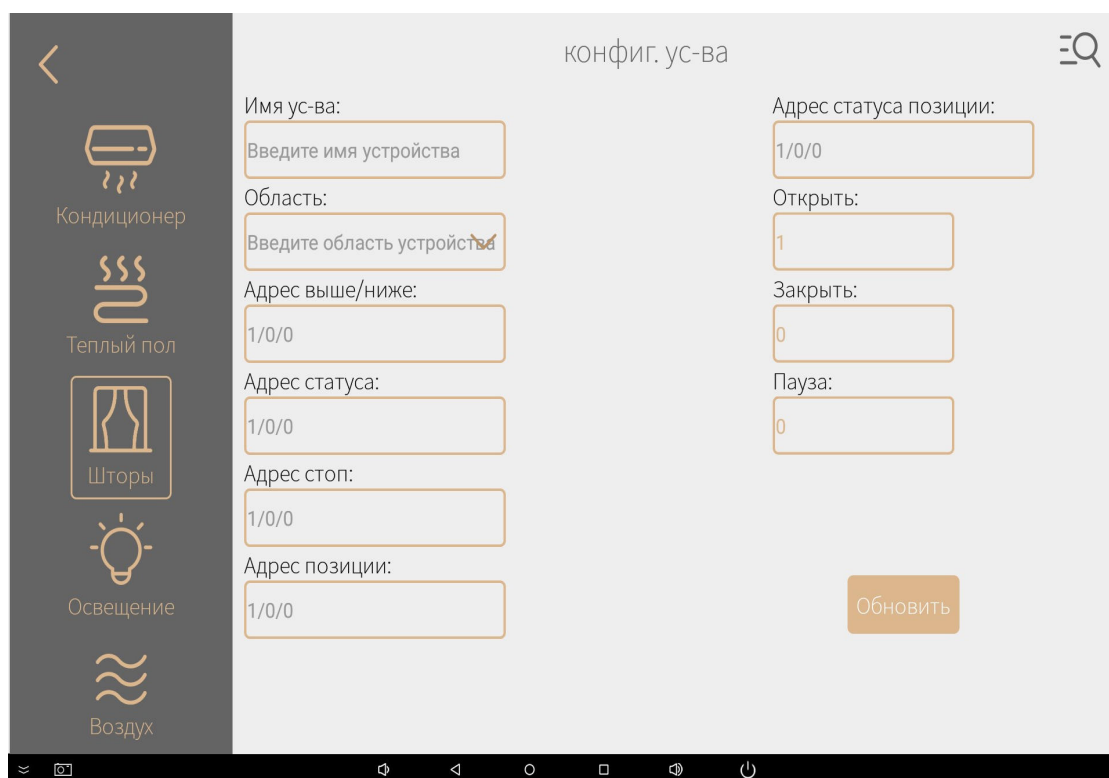 конфиг. ус-ва
Кондиционер
Теплый пол
Шторы
Освещение
Воздух
Имя ус-ва:
Введите имя устройства
Область:
Введите область устройства
Адрес выше/ниже:
1/0/0
Адрес статуса:
1/0/0
Адрес стоп:
1/0/0
Адрес позиции:
1/0/0
Адрес статуса позиции:
1/0/0
Открыть:
1
Закрыть:
0
Пауза:
0
Обновить